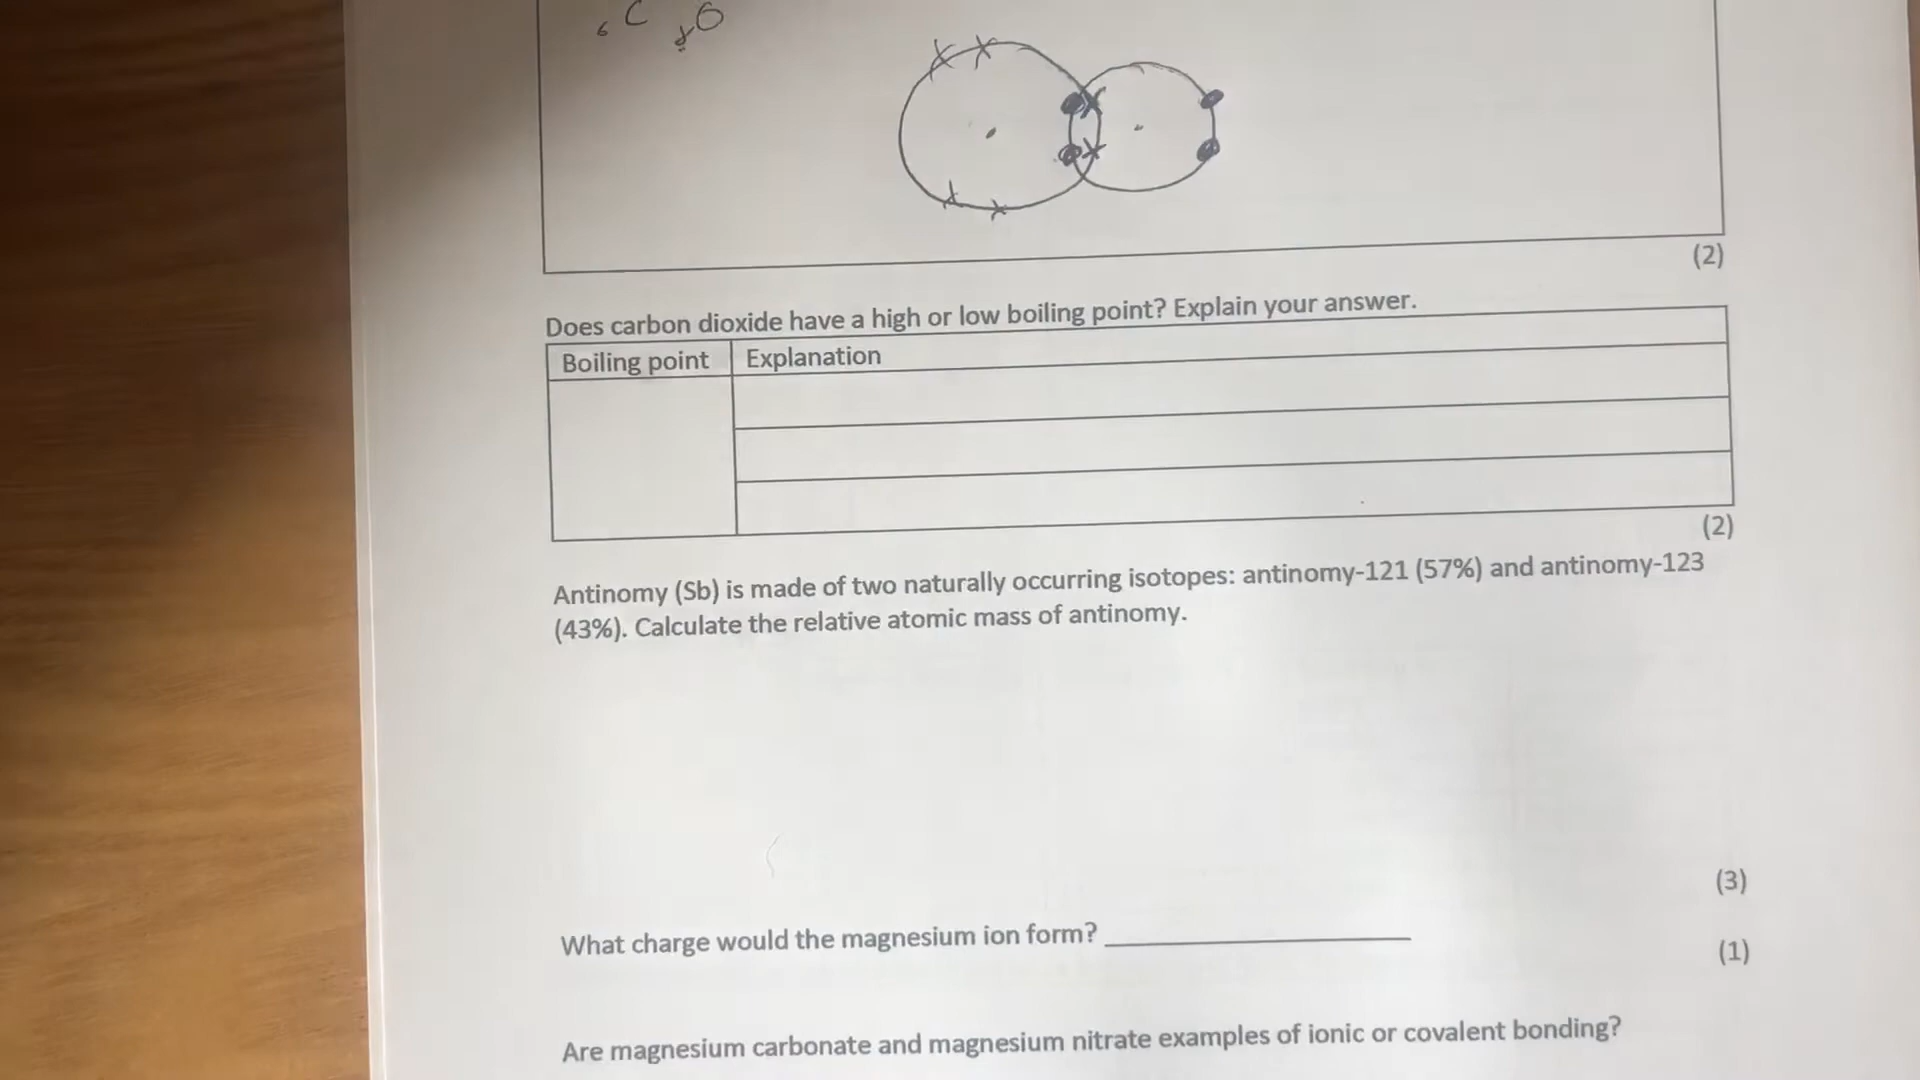 6 C 8 O
(2)
Does carbon dioxide have a high or low boiling point? Explain your answer.
Boiling point Explanation
(2)
Antinomy (Sb) is made of two naturally occurring isotopes: antinomy-121 (57%) and antinomy-123
(43%). Calculate the relative atomic mass of antinomy.
(3)
What charge would the magnesium ion form?
(1)
Are magnesium carbonate and magnesium nitrate examples of ionic or covalent bonding?